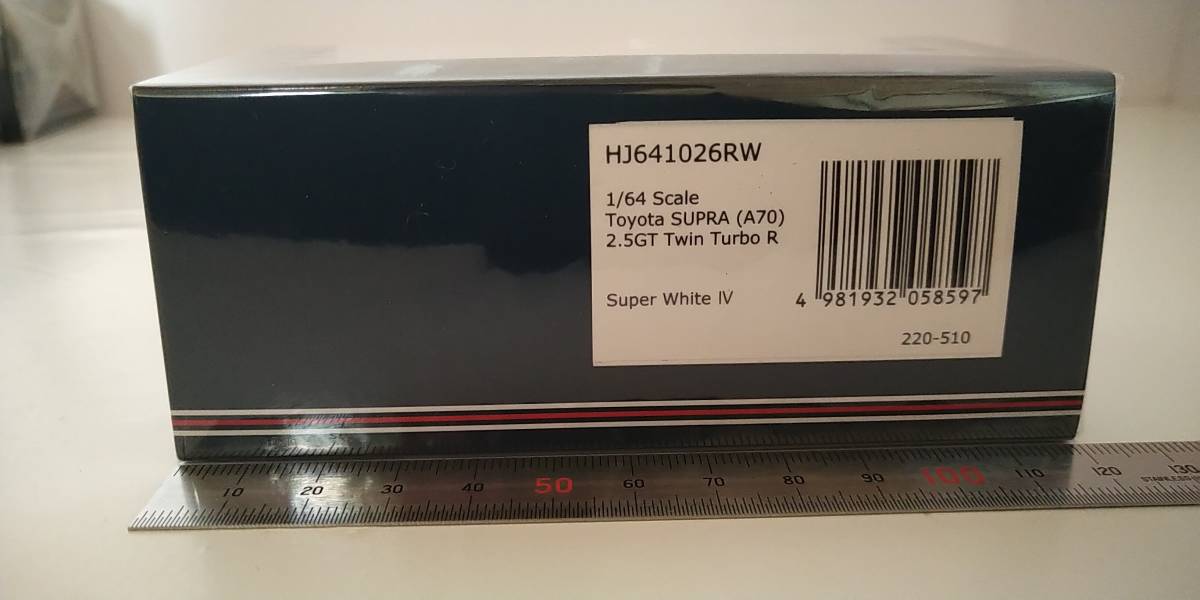 HJ641026RW
1/64 Scale
Toyota SUPRA (A70)
2.5GT Twin Turbo R
Super White Ⅳ
4 981932 058597
220-510
10 20 30 40 50 60 70 80 90 100 110 120 130